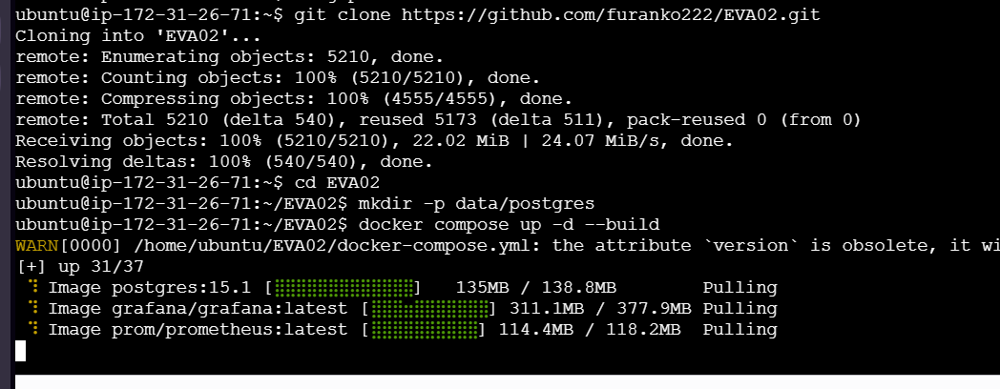 ubuntu@ip-172-31-26-71:~$ git clone https://github.com/furanko222/EVA02.git
Cloning into 'EVA02'...
remote: Enumerating objects: 5210, done.
remote: Counting objects: 100% (5210/5210), done.
remote: Compressing objects: 100% (4555/4555), done.
remote: Total 5210 (delta 540), reused 5173 (delta 511), pack-reused 0 (from 0)
Receiving objects: 100% (5210/5210), 22.02 MiB | 24.07 MiB/s, done.
Resolving deltas: 100% (540/540), done.
ubuntu@ip-172-31-26-71:~$ cd EVA02
ubuntu@ip-172-31-26-71:~/EVA02$ mkdir -p data/postgres
ubuntu@ip-172-31-26-71:~/EVA02$ docker compose up -d --build
WARN[0000] /home/ubuntu/EVA02/docker-compose.yml: the attribute `version` is obsolete, it wi
[+] up 31/37
Image postgres:15.1 [⣿⣿⣿⣿⣿⣿⣿⣿⣿⣿⣿⣿⣿⣿] 135MB / 138.8MB Pulling
Image grafana/grafana:latest [⣿⣿⣿⣿⣿⣿⣿⣿⣿⣿⣿⣿] 311.1MB / 377.9MB Pulling
Image prom/prometheus:latest [⣿⣿⣿⣿⣿⣿⣿⣿⣿⣿⣿] 114.4MB / 118.2MB Pulling